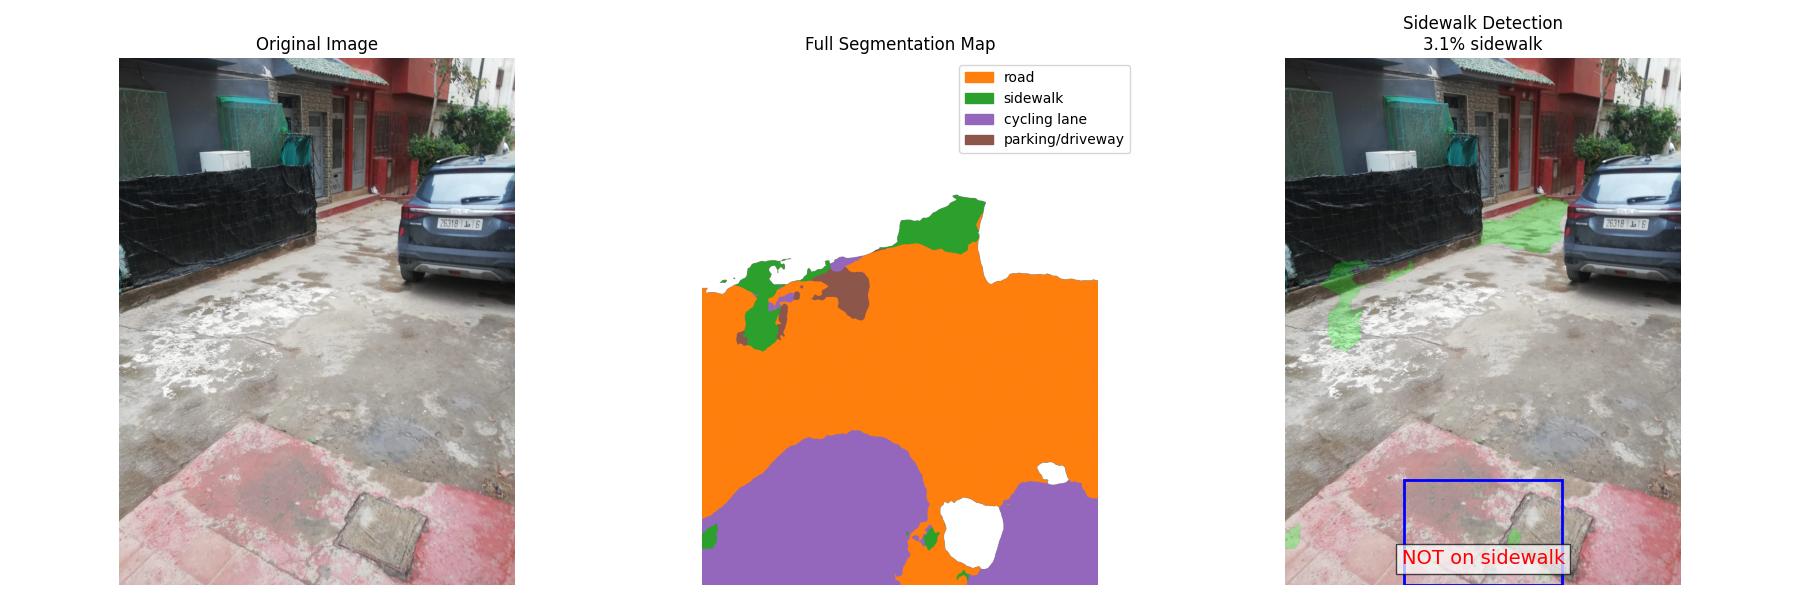 Original Image
Full Segmentation Map
road
sidewalk
cycling lane
parking/driveway
Sidewalk Detection
3.1% sidewalk
NOT on sidewalk